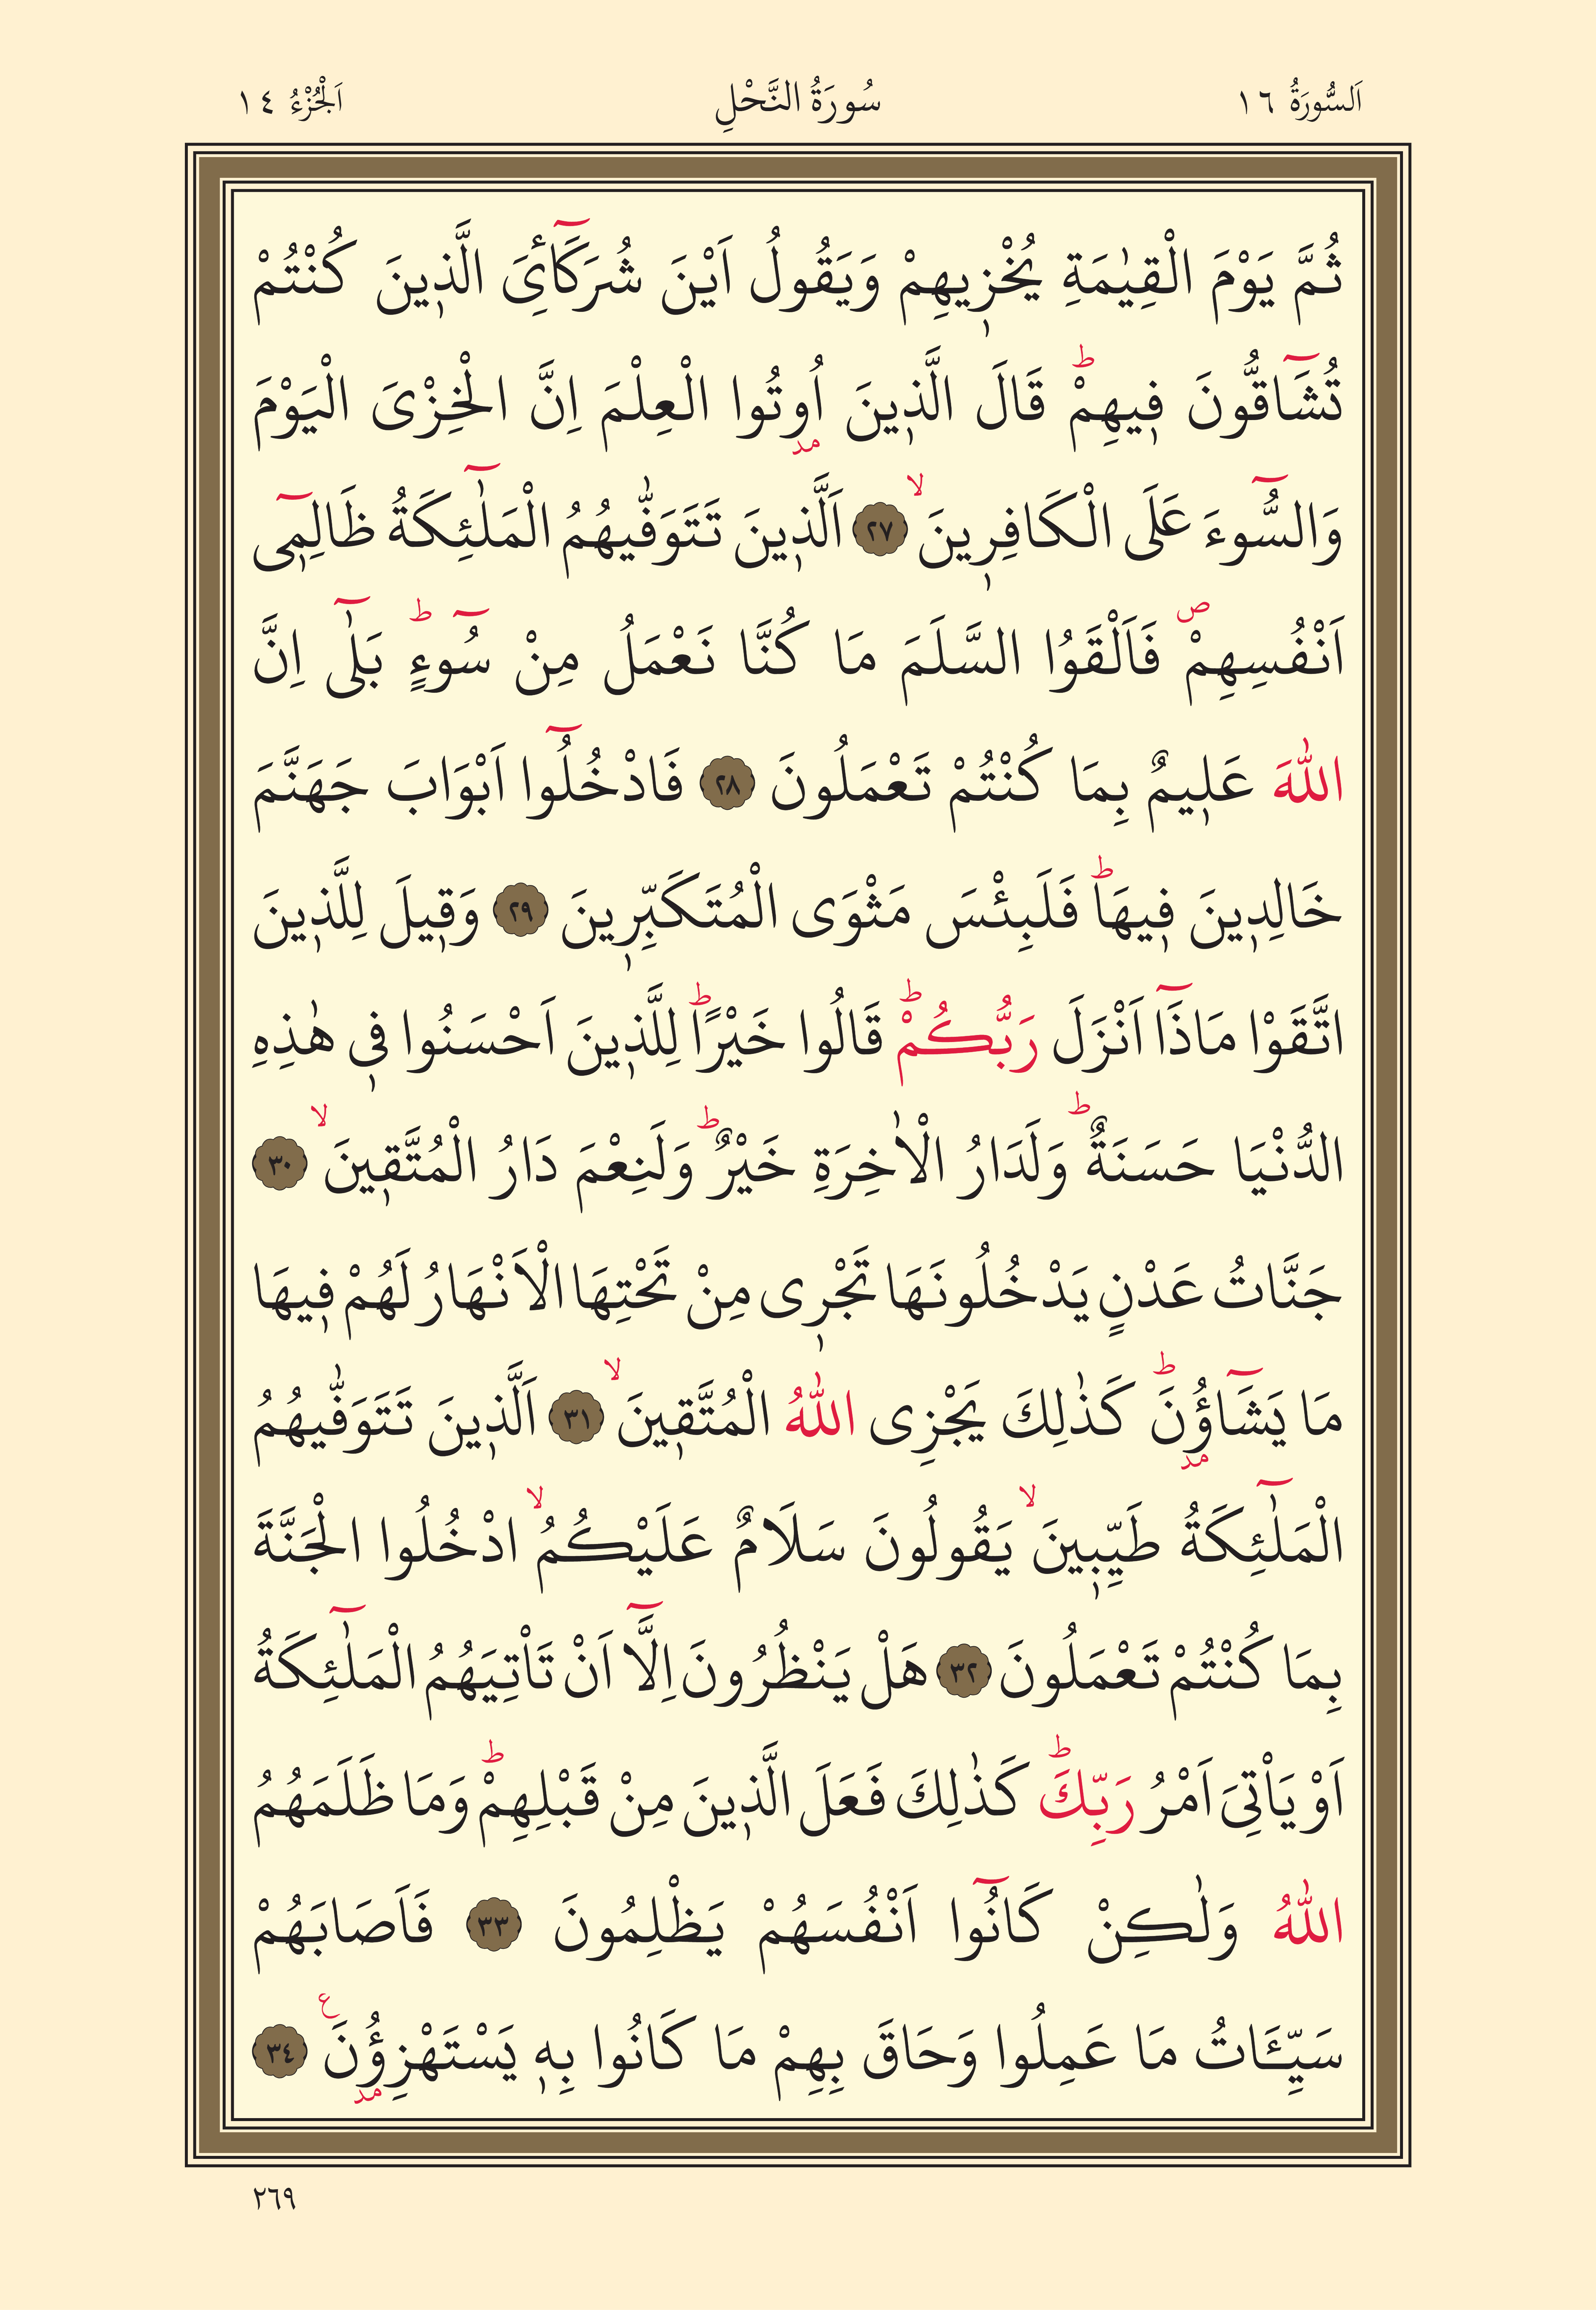 اَلسُّورَةُ ١٦
سُورَةُ النَّحْلِ
اَلْجُزْءُ ١٤
ثُمَّ يَوْمَ الْقِيٰمَةِ يُخْز۪يهِمْ وَيَقُولُ اَيْنَ شُرَكَٓاءِيَ الَّذ۪ينَ كُنْتُمْ
تُشَٓاقُّونَ ف۪يهِمْۜ قَالَ الَّذ۪ينَ اُو۫تُوا الْعِلْمَ اِنَّ الْخِزْيَ الْيَوْمَ
وَالسُّٓوءَ عَلَى الْكَافِر۪ينَۙ ٢٧ اَلَّذ۪ينَ تَتَوَفّٰيهُمُ الْمَلٰٓئِكَةُ ظَالِم۪ٓي
اَنْفُسِهِمْۖ فَاَلْقَوُا السَّلَمَ مَا كُنَّا نَعْمَلُ مِنْ سُٓوءٍۜ بَلٰٓى اِنَّ
اللّٰهَ عَل۪يمٌ بِمَا كُنْتُمْ تَعْمَلُونَ ٢٨ فَادْخُلُٓوا اَبْوَابَ جَهَنَّمَ
خَالِد۪ينَ ف۪يهَاۜ فَلَبِئْسَ مَثْوَى الْمُتَكَبِّر۪ينَ ٢٩ وَق۪يلَ لِلَّذ۪ينَ
اتَّقَوْا مَاذَٓا اَنْزَلَ رَبُّكُمْۜ قَالُوا خَيْرًاۜ لِلَّذ۪ينَ اَحْسَنُوا ف۪ي هٰذِهِ
الدُّنْيَا حَسَنَةٌۜ وَلَدَارُ الْاٰخِرَةِ خَيْرٌۜ وَلَنِعْمَ دَارُ الْمُتَّق۪ينَۙ ٣٠
جَنَّاتُ عَدْنٍ يَدْخُلُونَهَا تَجْر۪ي مِنْ تَحْتِهَا الْاَنْهَارُ لَهُمْ ف۪يهَا
مَا يَشَٓاؤُ۫نَۜ كَذٰلِكَ يَجْزِي اللّٰهُ الْمُتَّق۪ينَۙ ٣١ اَلَّذ۪ينَ تَتَوَفّٰيهُمُ
الْمَلٰٓئِكَةُ طَيِّب۪ينَۙ يَقُولُونَ سَلَامٌ عَلَيْكُمُۙ ادْخُلُوا الْجَنَّةَ
بِمَا كُنْتُمْ تَعْمَلُونَ ٣٢ هَلْ يَنْظُرُونَ اِلَّٓا اَنْ تَأْتِيَهُمُ الْمَلٰٓئِكَةُ
اَوْ يَأْتِيَ اَمْرُ رَبِّكَۜ كَذٰلِكَ فَعَلَ الَّذ۪ينَ مِنْ قَبْلِهِمْۜ وَمَا ظَلَمَهُمُ
اللّٰهُ وَلٰكِنْ كَانُٓوا اَنْفُسَهُمْ يَظْلِمُونَ ٣٣ فَاَصَابَهُمْ
سَيِّـَٔاتُ مَا عَمِلُوا وَحَاقَ بِهِمْ مَا كَانُوا بِه۪ يَسْتَهْزِؤُ۫نَ ع ٣٤
٢٦٩